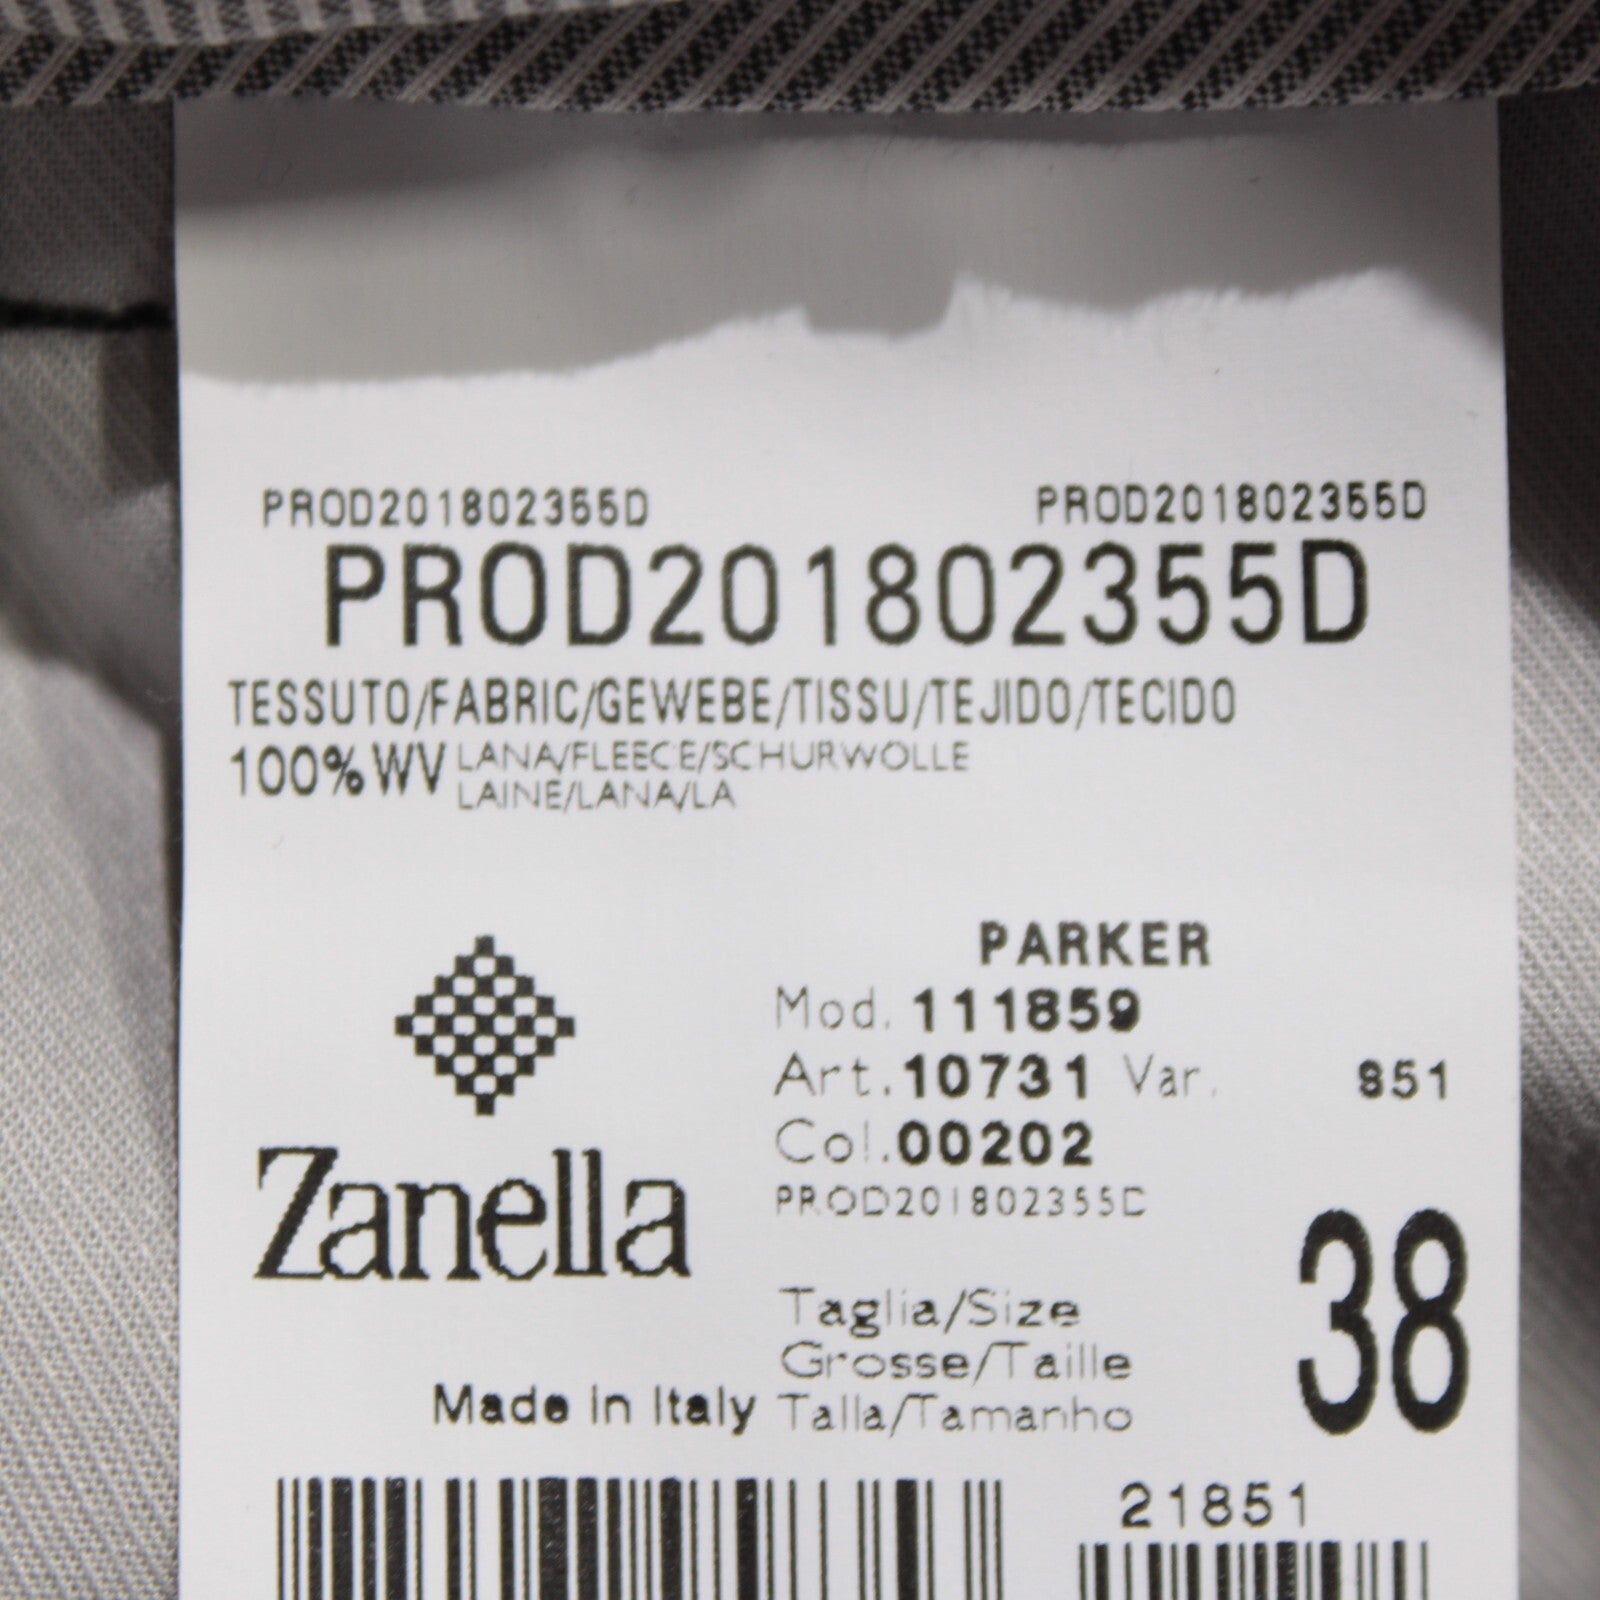 PROD201802355D PROD201802355D
PROD201802355D
TESSUTO/FABRIC/GEWEBE/TISSU/TEJIDO/TECIDO
100% WV LANA/FLEECE/SCHURWOLLE
LAINE/LANA/LA
PARKER
Mod. 111859
Art. 10731 Var. 851
Col. 00202
PROD201802355D
Zanella
38
Taglia/Size
Grosse/Taille
Made in Italy Talla/Tamanho
21851